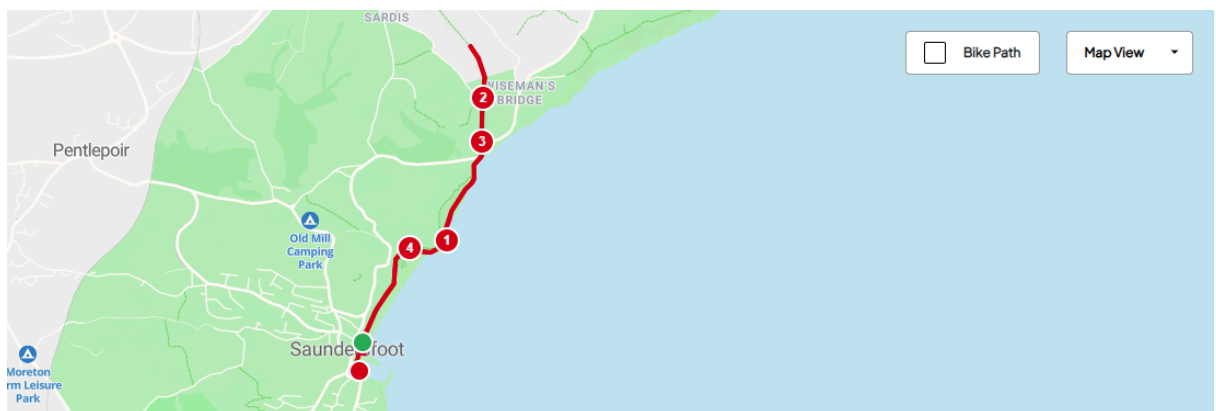 SARDIS
Bike Path
Map View
WISEMAN'S
BRIDGE
2
3
Pentlepoir
Old Mill
Camping
Park
1
4
Saundersfoot
Moreton
rm Leisure
Park